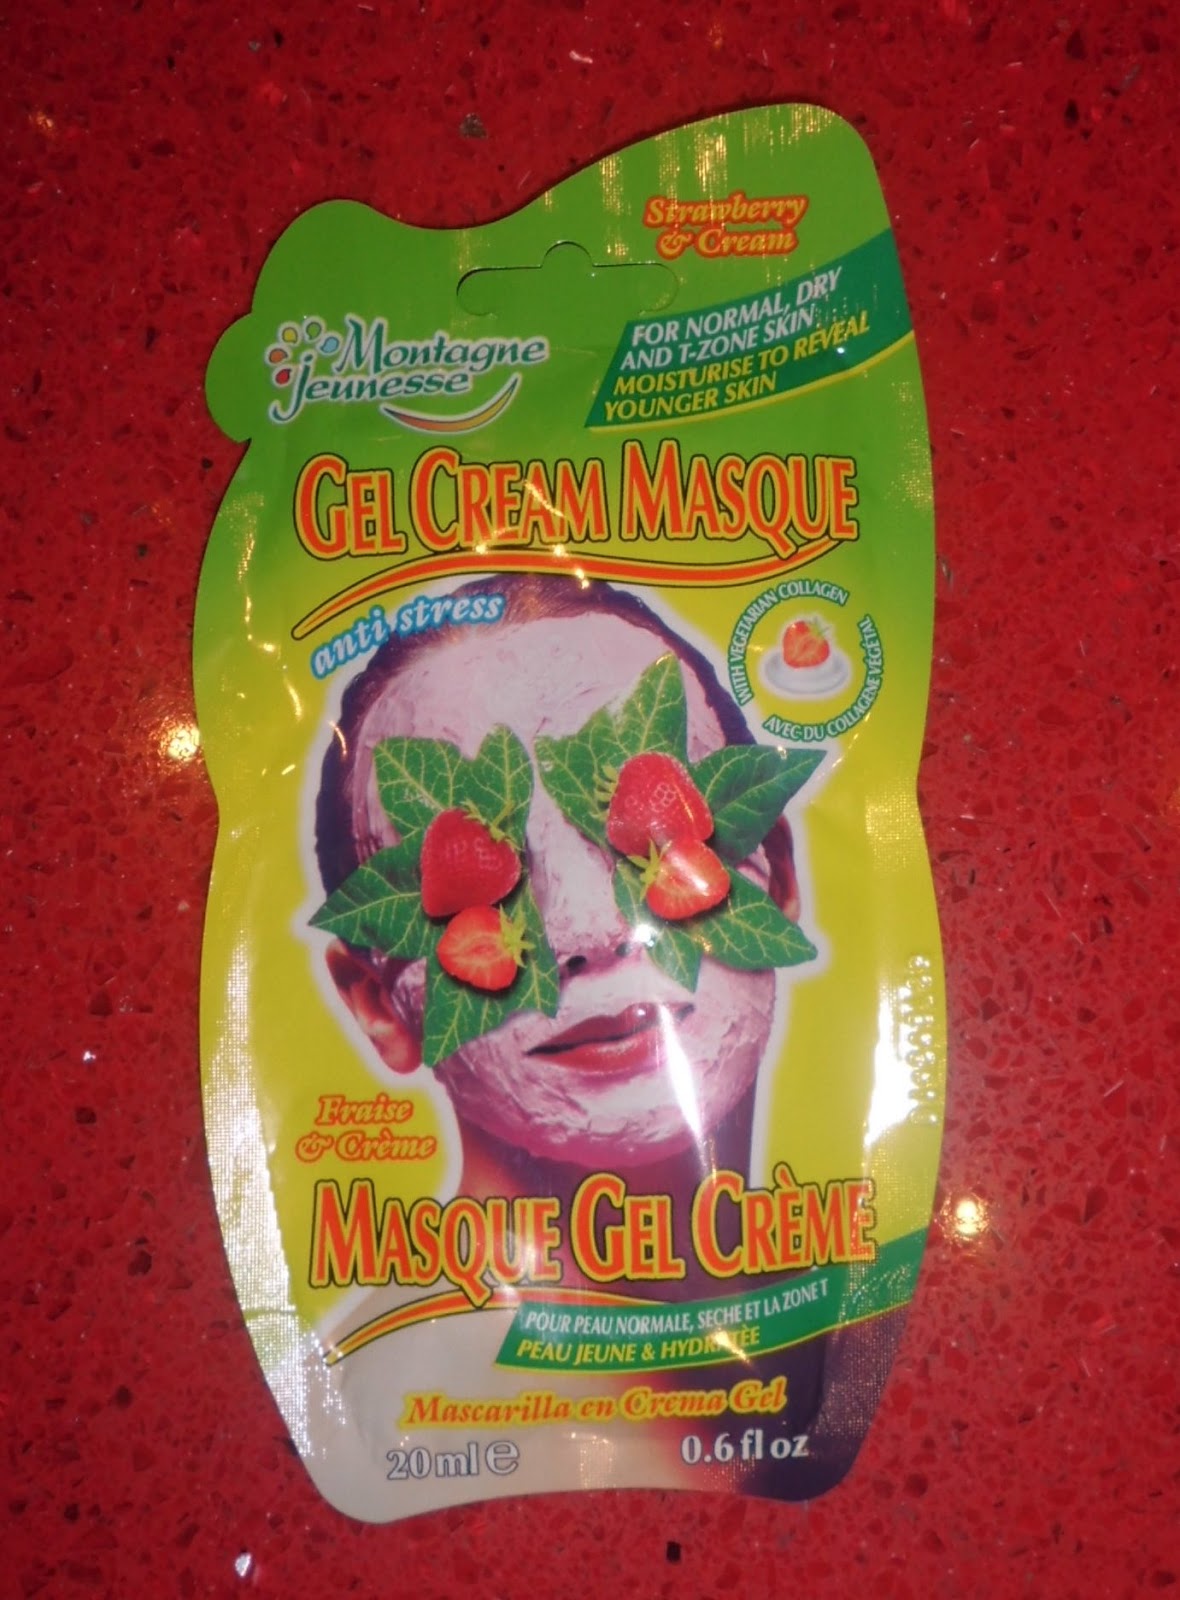 Strawberry
& Cream
Montagne
Jeunesse
FOR NORMAL, DRY
AND T-ZONE SKIN
MOISTURISE TO REVEAL
YOUNGER SKIN
GEL CREAM MASQUE
anti stress
WITH VEGETARIAN COLLAGEN
AVEC DU COLLAGENE VÉGÉTAL
Fraise
& Crème
MASQUE GEL CRÈME
POUR PEAU NORMALE, SECHE ET LA ZONE T
PEAU JEUNE & HYDRATÉE
Mascarilla en Crema Gel
20ml e
0.6 fl oz